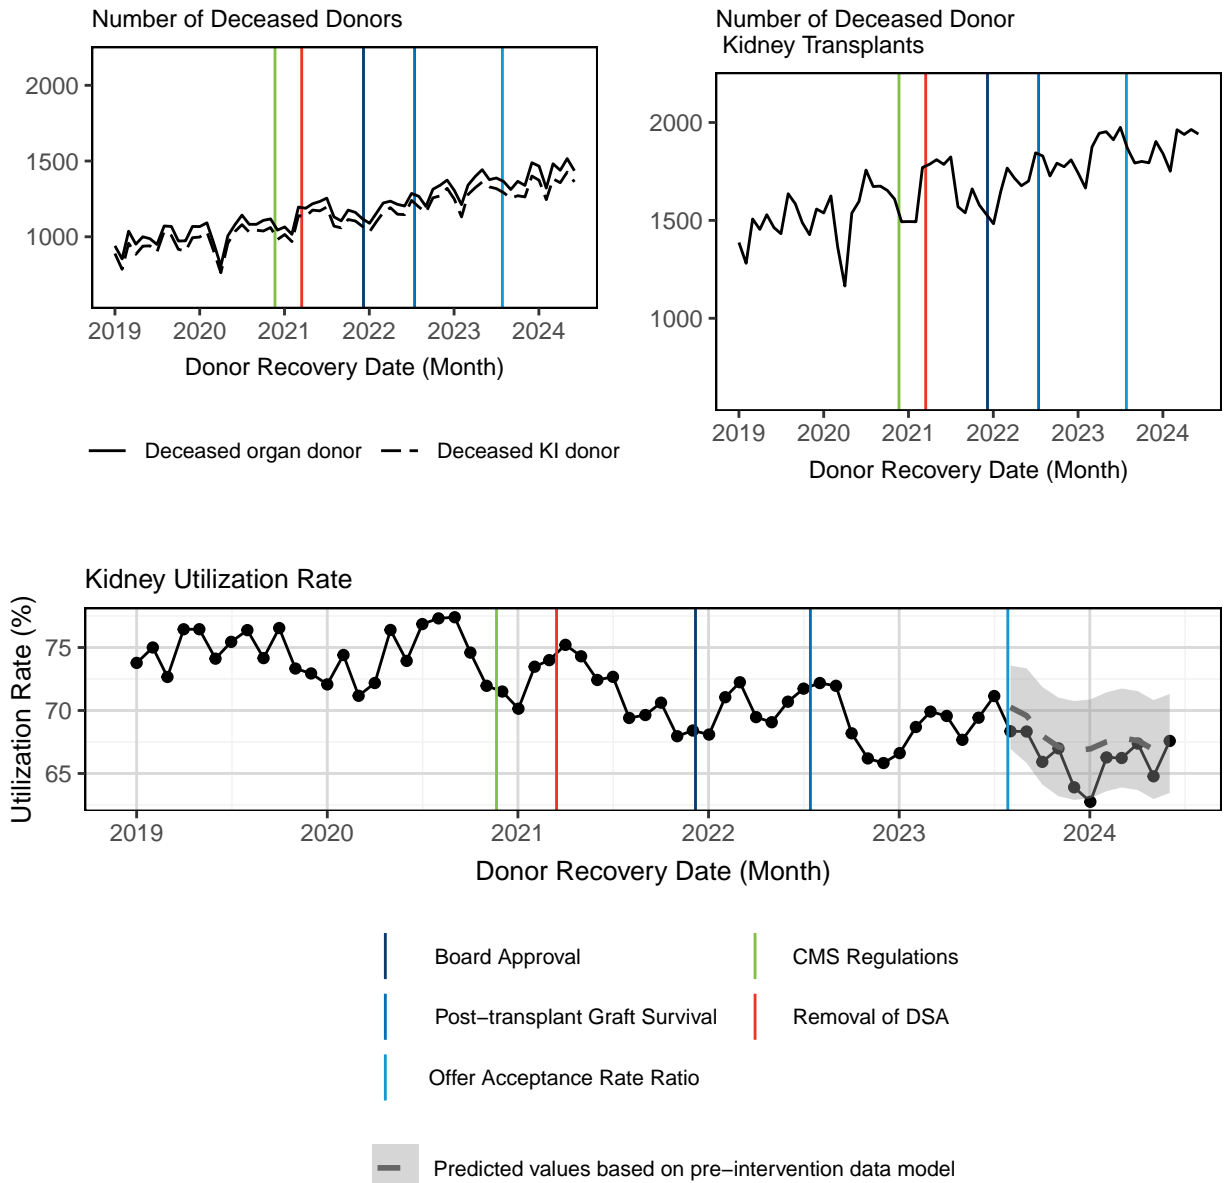 Number of Deceased Donors
2000
1500
1000
2019 2020 2021 2022 2023 2024
Donor Recovery Date (Month)
Deceased organ donor Deceased KI donor
Number of Deceased Donor
Kidney Transplants
2000
1500
1000
2019 2020 2021 2022 2023 2024
Donor Recovery Date (Month)
Kidney Utilization Rate
Utilization Rate (%)
75
70
65
2019 2020 2021 2022 2023 2024
Donor Recovery Date (Month)
Board Approval CMS Regulations
Post−transplant Graft Survival Removal of DSA
Offer Acceptance Rate Ratio
Predicted values based on pre−intervention data model